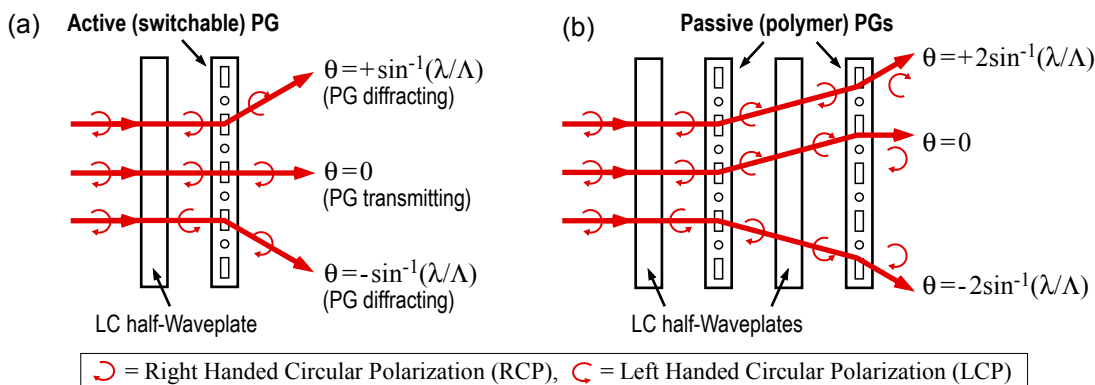 (a)
Active (switchable) PG
θ=+sin⁻¹(λ/Λ)
(PG diffracting)
θ=0
(PG transmitting)
θ=-sin⁻¹(λ/Λ)
(PG diffracting)
LC half-Waveplate
(b)
Passive (polymer) PGs
θ=+2sin⁻¹(λ/Λ)
θ=0
θ=-2sin⁻¹(λ/Λ)
LC half-Waveplates
= Right Handed Circular Polarization (RCP), = Left Handed Circular Polarization (LCP)